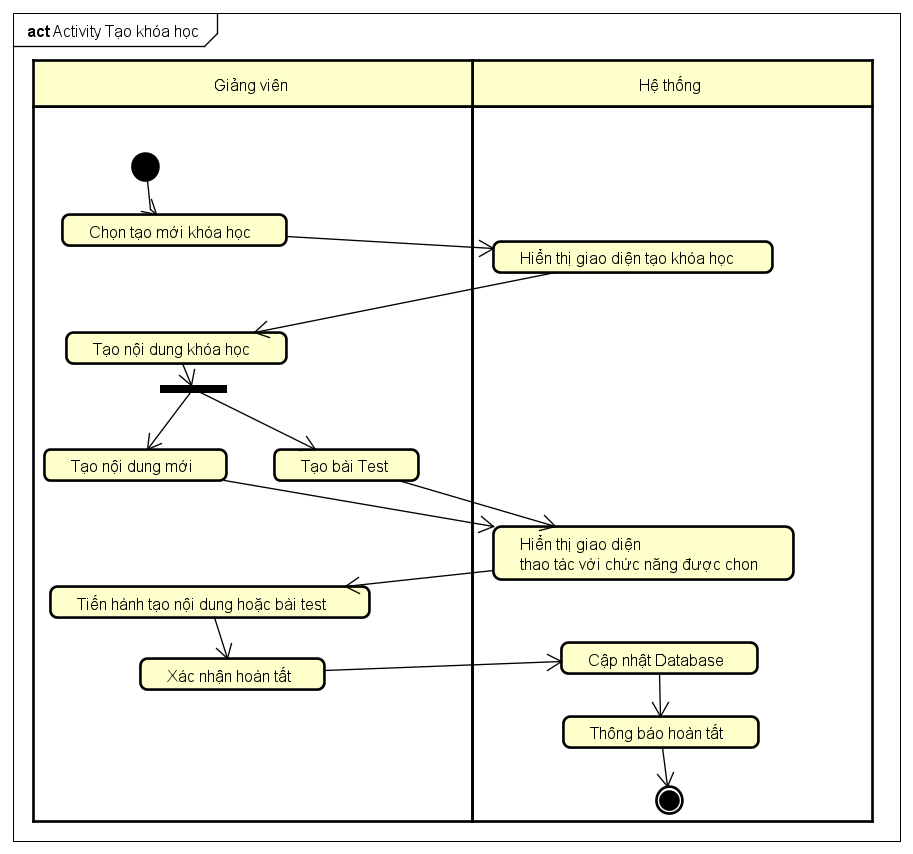 act Activity Tạo khóa học
Giảng viên
Hệ thống
Chọn tạo mới khóa học
Hiển thị giao diện tạo khóa học
Tạo nội dung khóa học
Tạo nội dung mới
Tạo bài Test
Hiển thị giao diện
thao tác với chức năng được chon
Tiến hành tạo nội dung hoặc bài test
Cập nhật Database
Xác nhận hoàn tất
Thông báo hoàn tất